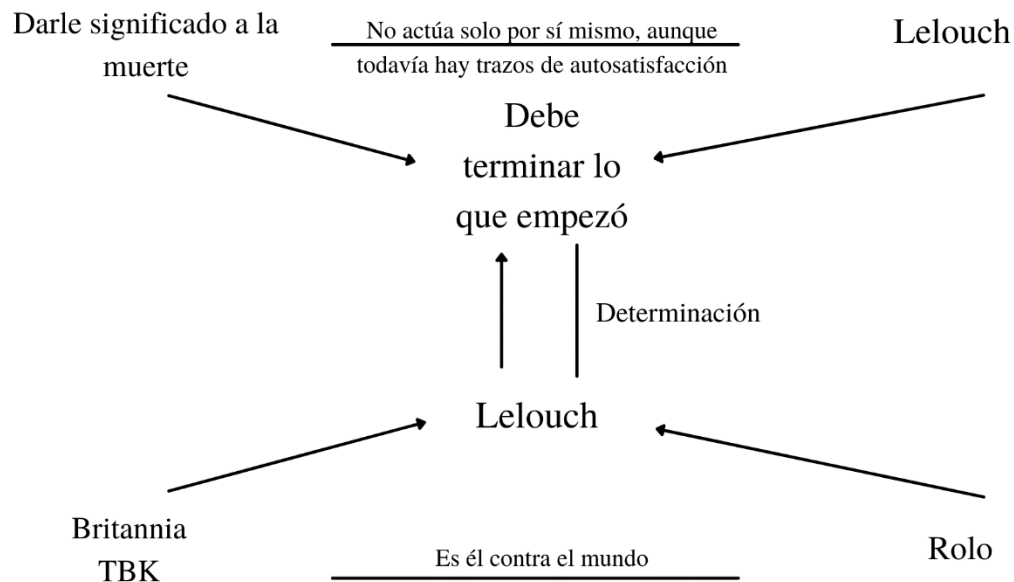 Darle significado a la
muerte
No actúa solo por sí mismo, aunque
todavía hay trazos de autosatisfacción
Lelouch
Debe
terminar lo
que empezó
Determinación
Lelouch
Britannia
TBK
Es él contra el mundo
Rolo